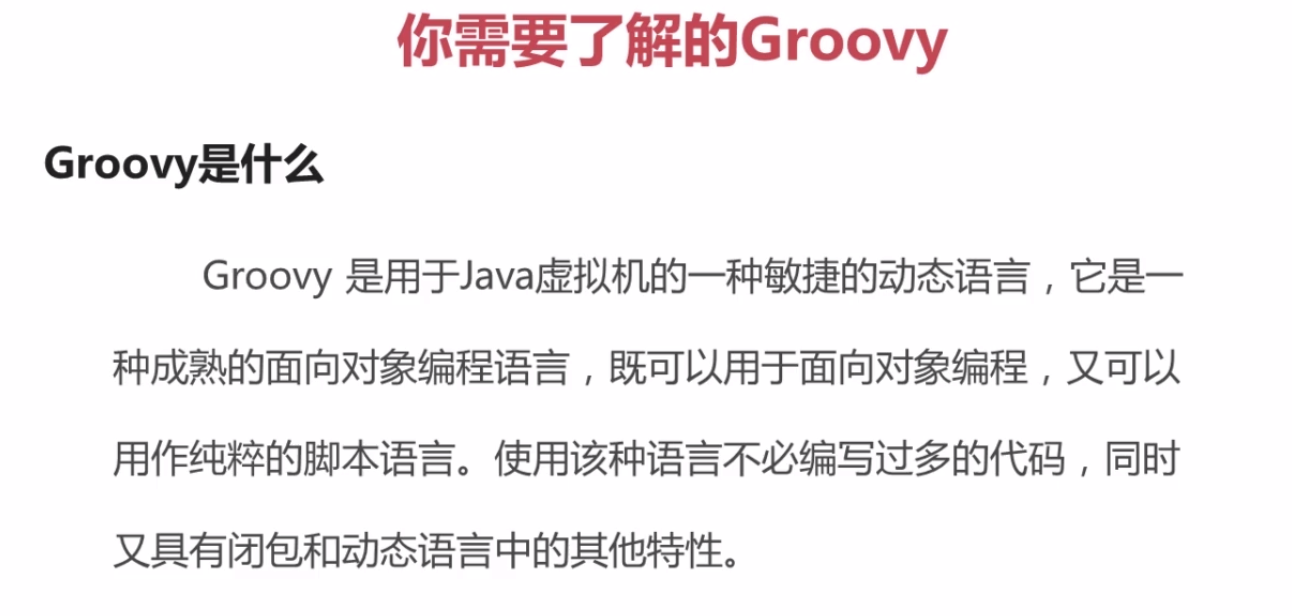 你需要了解的Groovy
Groovy是什么
Groovy 是用于Java虚拟机的一种敏捷的动态语言，它是一
种成熟的面向对象编程语言，既可以用于面向对象编程，又可以
用作纯粹的脚本语言。使用该种语言不必编写过多的代码，同时
又具有闭包和动态语言中的其他特性。